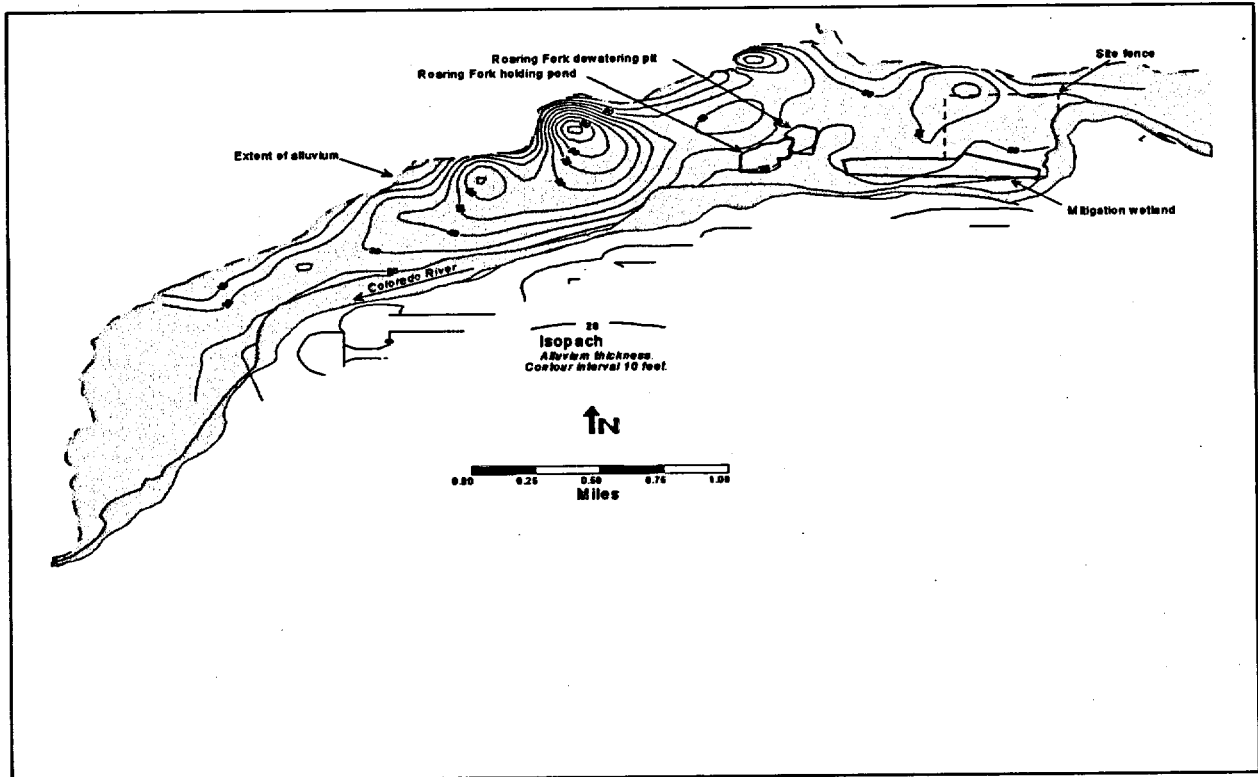 Roaring Fork dewatering pit
Roaring Fork holding pond
Site fence
Extent of alluvium
Mitigation wetland
Colorado River
20
Isopach
Alluvium thickness.
Contour interval 10 feet.
N
0.00 0.25 0.50 0.75 1.00
Miles